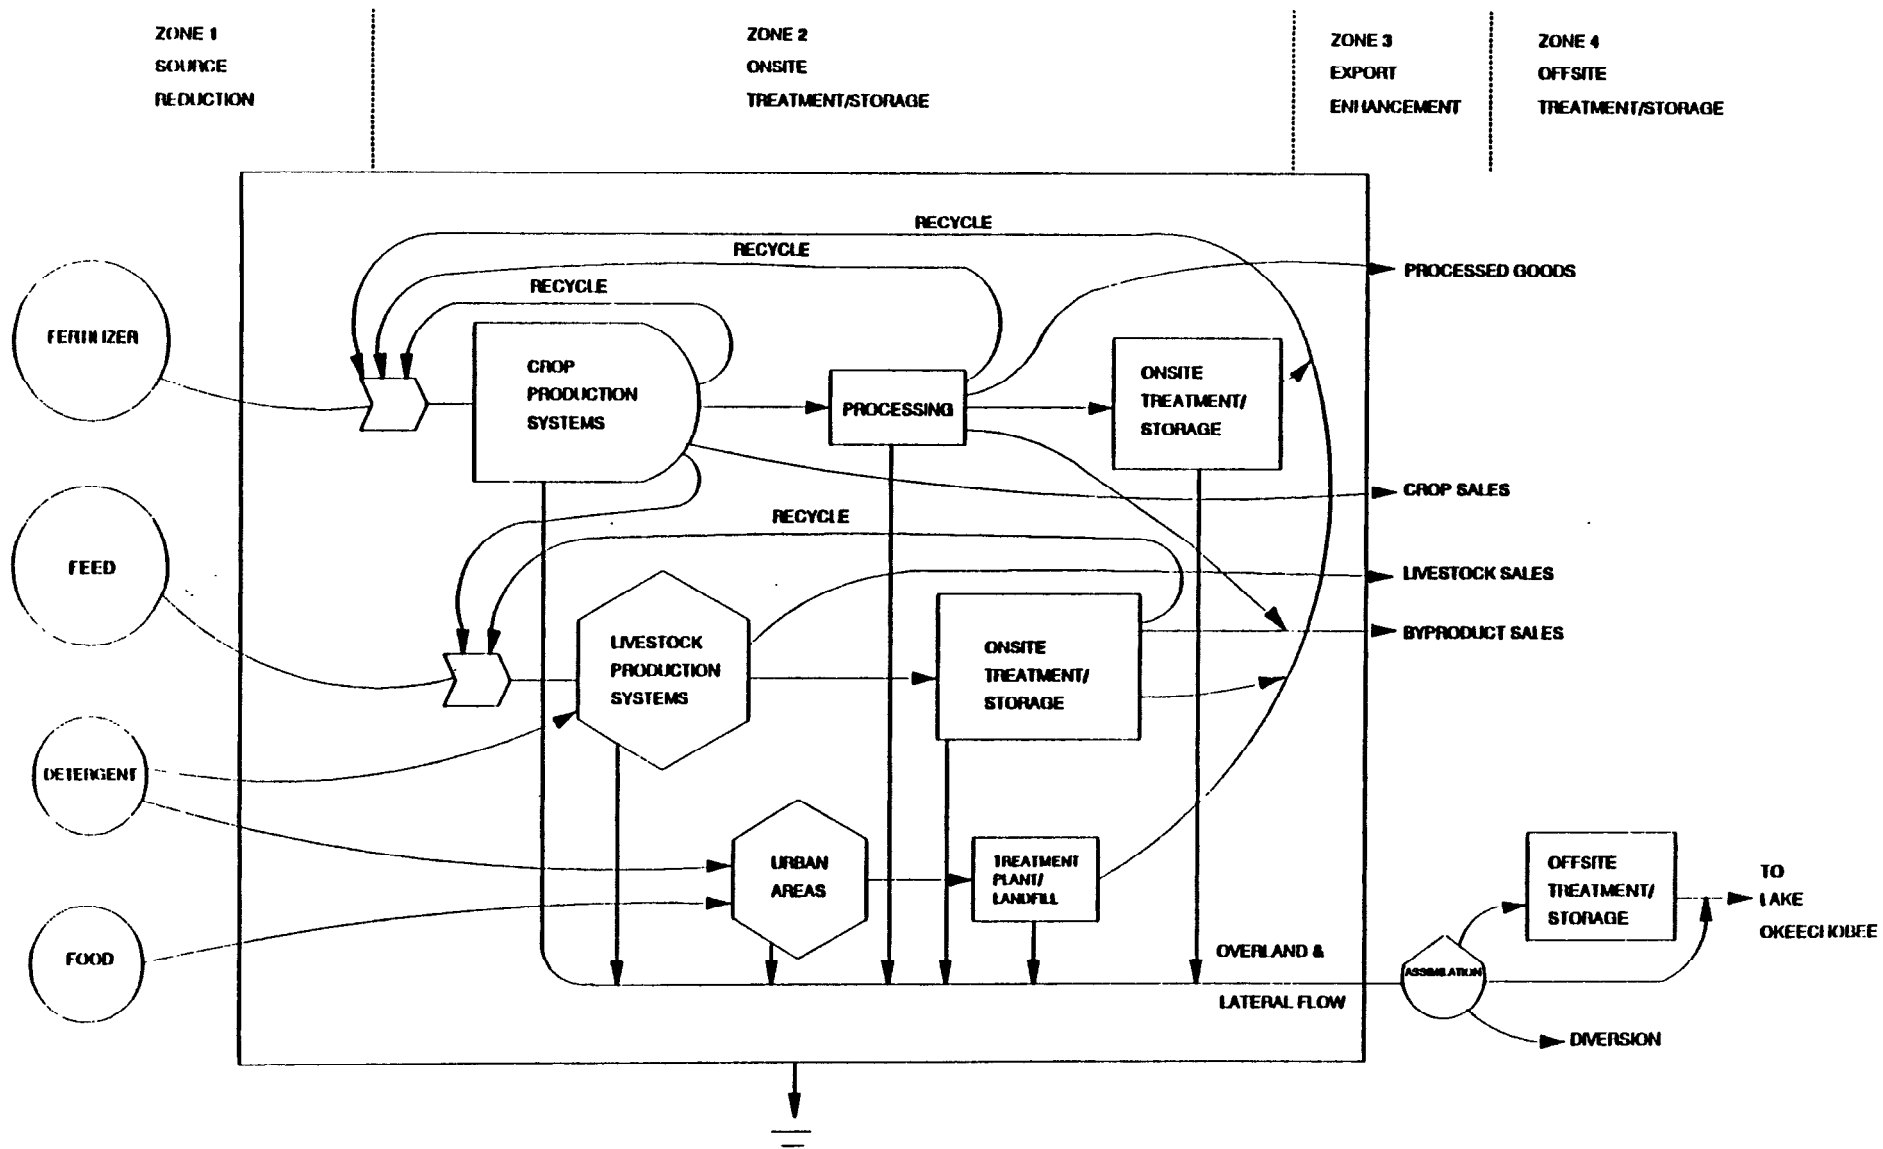 ZONE 1
SOURCE
REDUCTION
ZONE 2
ONSITE
TREATMENT/STORAGE
ZONE 3
EXPORT
ENHANCEMENT
ZONE 4
OFFSITE
TREATMENT/STORAGE
RECYCLE
RECYCLE
RECYCLE
PROCESSED GOODS
FERTILIZER
CROP
PRODUCTION
SYSTEMS
PROCESSING
ONSITE
TREATMENT/
STORAGE
CROP SALES
RECYCLE
FEED
LIVESTOCK SALES
BYPRODUCT SALES
LIVESTOCK
PRODUCTION
SYSTEMS
ONSITE
TREATMENT/
STORAGE
DETERGENT
URBAN
AREAS
TREATMENT
PLANT/
LANDFILL
OFFSITE
TREATMENT/
STORAGE
TO
LAKE
OKEECHOBEE
FOOD
OVERLAND &
LATERAL FLOW
ASSIMILATION
DIVERSION